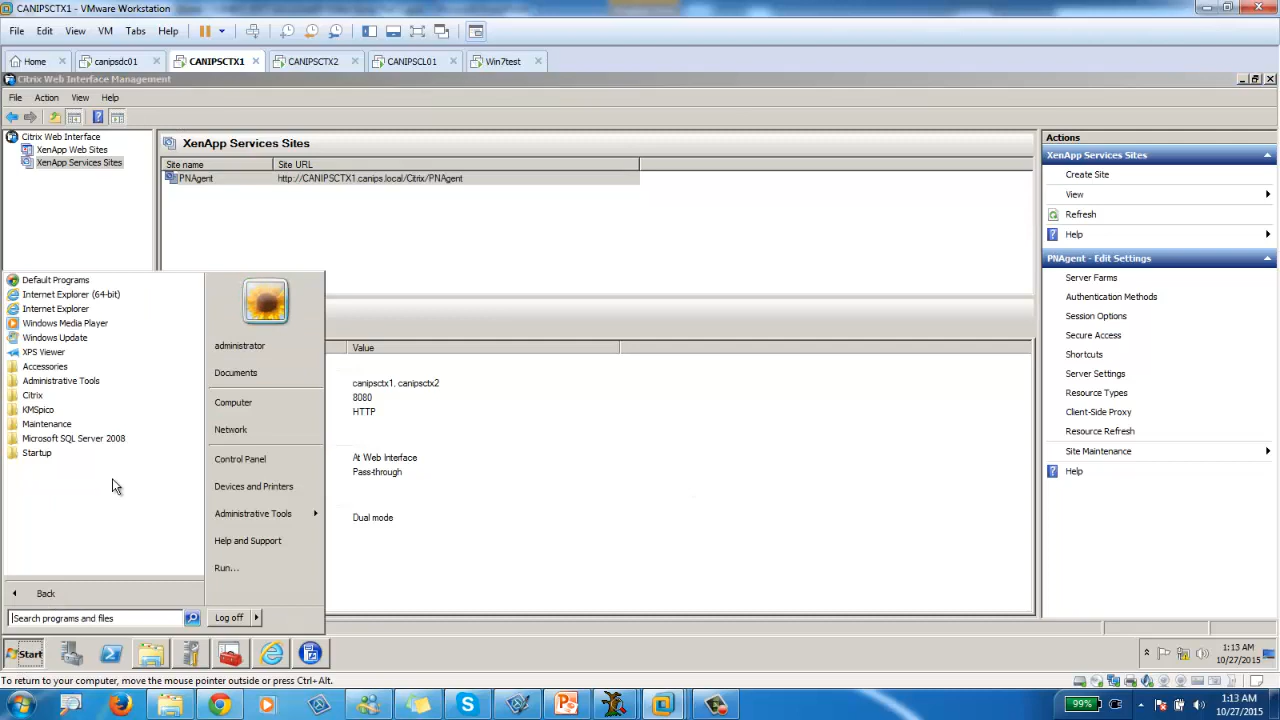 CANIPSCTX1 - VMware Workstation
File Edit View VM Tabs Help
Home canipsdc01 CANIPSCTX1 CANIPSCTX2 CANIPSCL01 Win7test
Citrix Web Interface Management
File Action View Help
Citrix Web Interface
XenApp Web Sites
XenApp Services Sites
XenApp Services Sites
Site name Site URL
PNAgent http://CANIPSCTX1.canips.local/Citrix/PNAgent
Value
canipsctx1, canipsctx2
8080
HTTP
At Web Interface
Pass-through
Dual mode
Actions
XenApp Services Sites
Create Site
View
Refresh
Help
PNAgent - Edit Settings
Server Farms
Authentication Methods
Session Options
Secure Access
Shortcuts
Server Settings
Resource Types
Client-Side Proxy
Resource Refresh
Site Maintenance
Help
Default Programs
Internet Explorer (64-bit)
Internet Explorer
Windows Media Player
Windows Update
XPS Viewer
Accessories
Administrative Tools
Citrix
KMSpico
Maintenance
Microsoft SQL Server 2008
Startup
Back
Search programs and files
administrator
Documents
Computer
Network
Control Panel
Devices and Printers
Administrative Tools
Help and Support
Run...
Log off
Start
1:13 AM
10/27/2015
To return to your computer, move the mouse pointer outside or press Ctrl+Alt.
99%
1:13 AM
10/27/2015